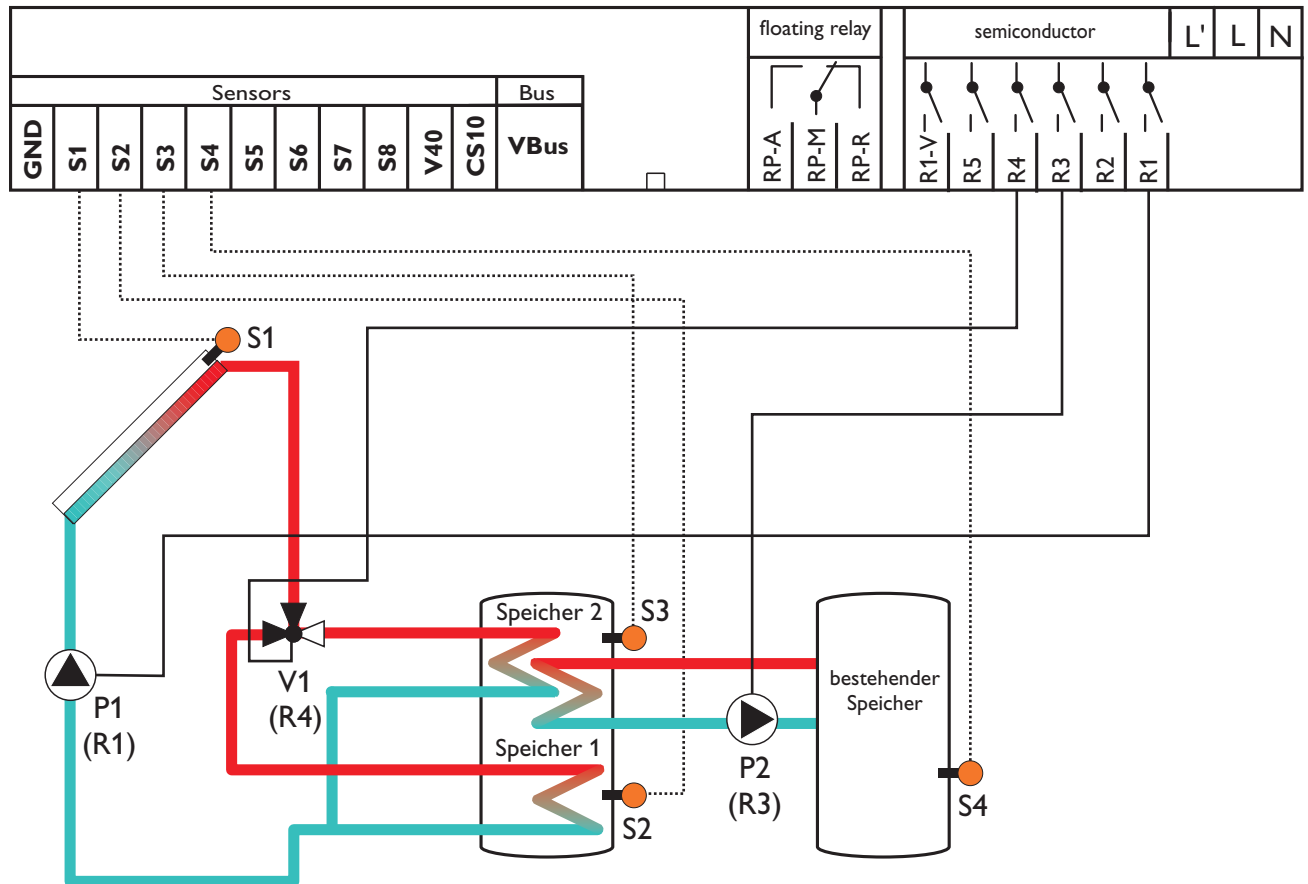 floating relay
semiconductor
L'
L
N
Sensors
Bus
GND
S1
S2
S3
S4
S5
S6
S7
S8
V40
CS10
VBus
RP-A
RP-M
RP-R
R1-V
R5
R4
R3
R2
R1
S1
Speicher 2
S3
V1
(R4)
bestehender
Speicher
P1
(R1)
Speicher 1
P2
(R3)
S2
S4